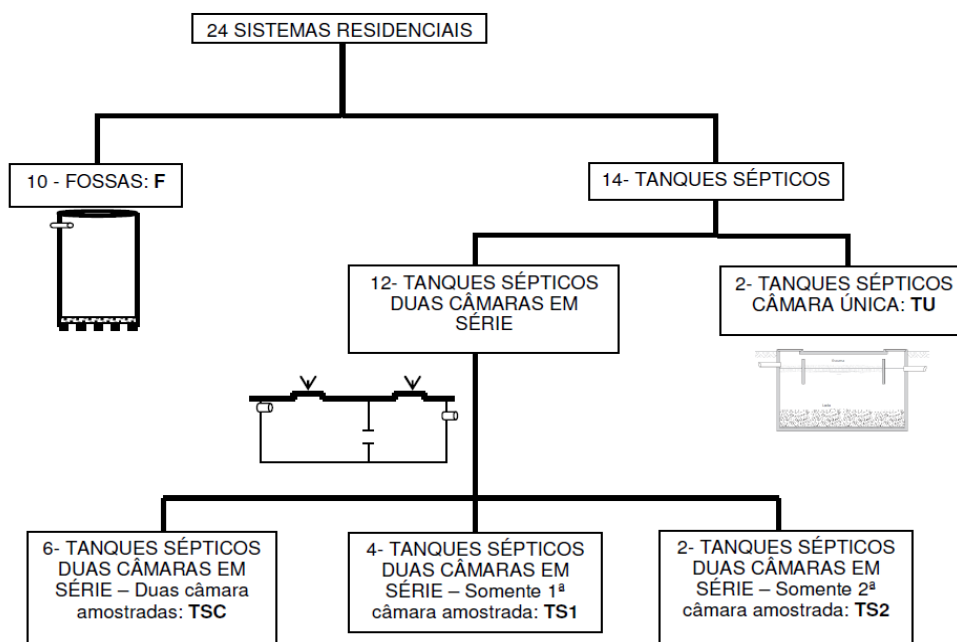 24 SISTEMAS RESIDENCIAIS
10 - FOSSAS: F
14- TANQUES SÉPTICOS
12- TANQUES SÉPTICOS
DUAS CÂMARAS EM
SÉRIE
2- TANQUES SÉPTICOS
CÂMARA ÚNICA: TU
6- TANQUES SÉPTICOS
DUAS CÂMARAS EM
SÉRIE – Duas câmara
amostradas: TSC
4- TANQUES SÉPTICOS
DUAS CÂMARAS EM
SÉRIE – Somente 1ª
câmara amostrada: TS1
2- TANQUES SÉPTICOS
DUAS CÂMARAS EM
SÉRIE – Somente 2ª
câmara amostrada: TS2